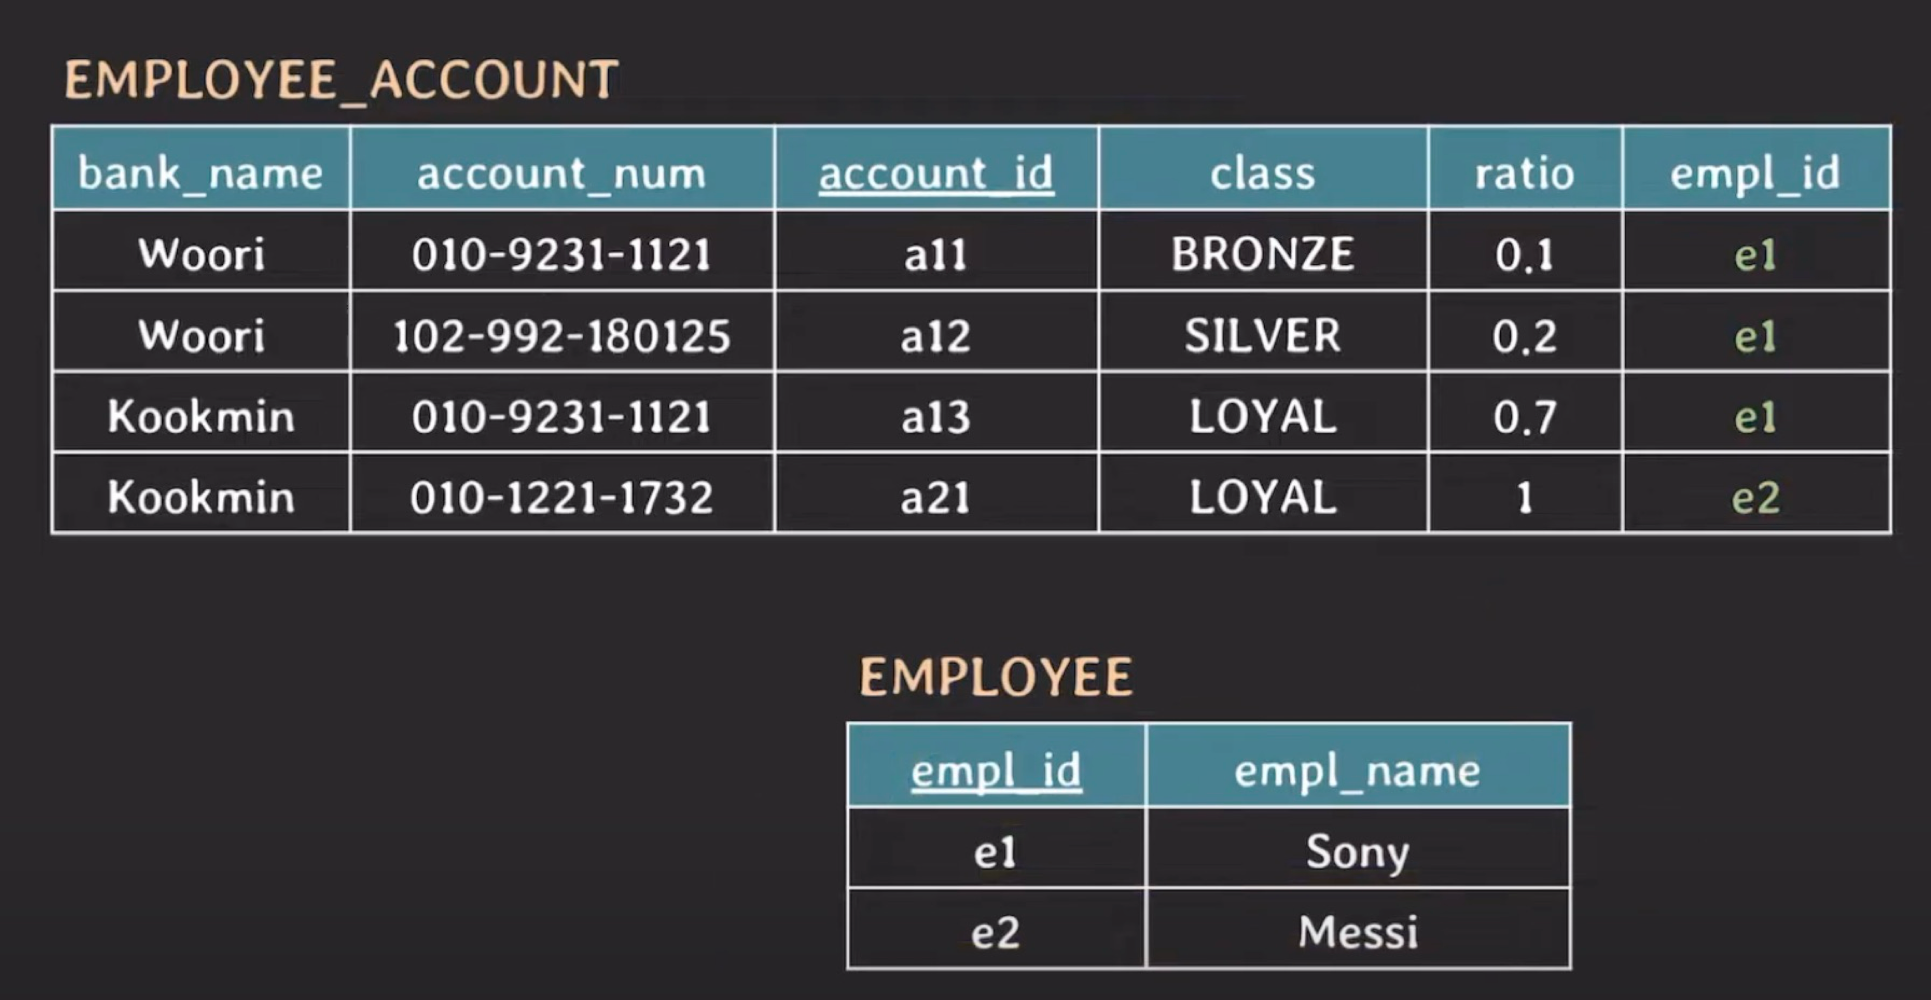 EMPLOYEE_ACCOUNT
bank_name account_num account_id class ratio empl_id
Woori 010-9231-1121 a11 BRONZE 0.1 e1
Woori 102-992-180125 a12 SILVER 0.2 e1
Kookmin 010-9231-1121 a13 LOYAL 0.7 e1
Kookmin 010-1221-1732 a21 LOYAL 1 e2
EMPLOYEE
empl_id empl_name
e1 Sony
e2 Messi